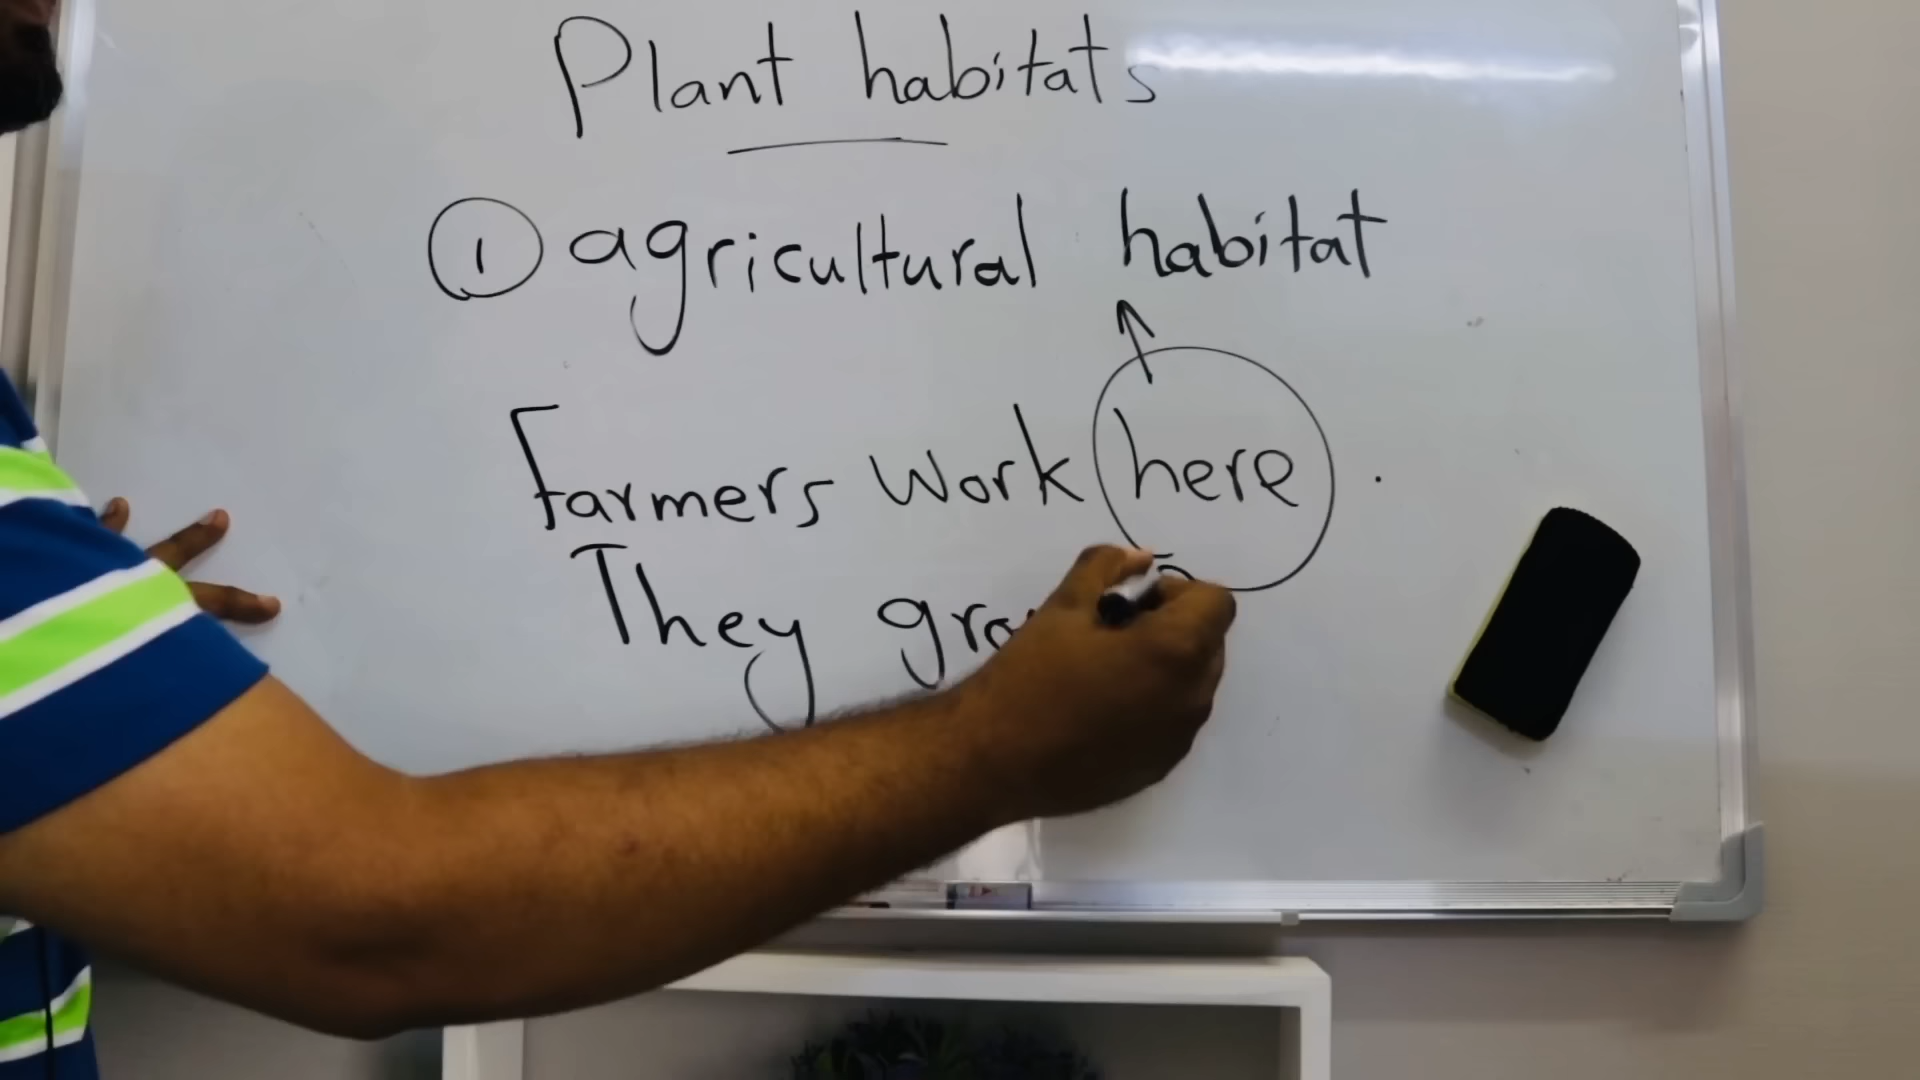 Plant habitats
① agricultural habitat
Farmers work here .
They